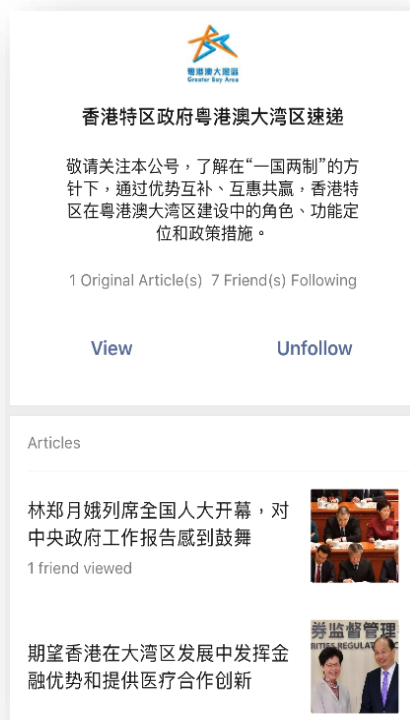 粤港澳大灣區
Greater Bay Area
香港特区政府粤港澳大湾区速递
敬请关注本公号，了解在“一国两制”的方
针下，通过优势互补、互惠共赢，香港特
区在粤港澳大湾区建设中的角色、功能定
位和政策措施。
1 Original Article(s) 7 Friend(s) Following
View
Unfollow
Articles
林郑月娥列席全国人大开幕，对
中央政府工作报告感到鼓舞
1 friend viewed
期望香港在大湾区发展中发挥金
融优势和提供医疗合作创新
券监督管理
RITIES REGULAT